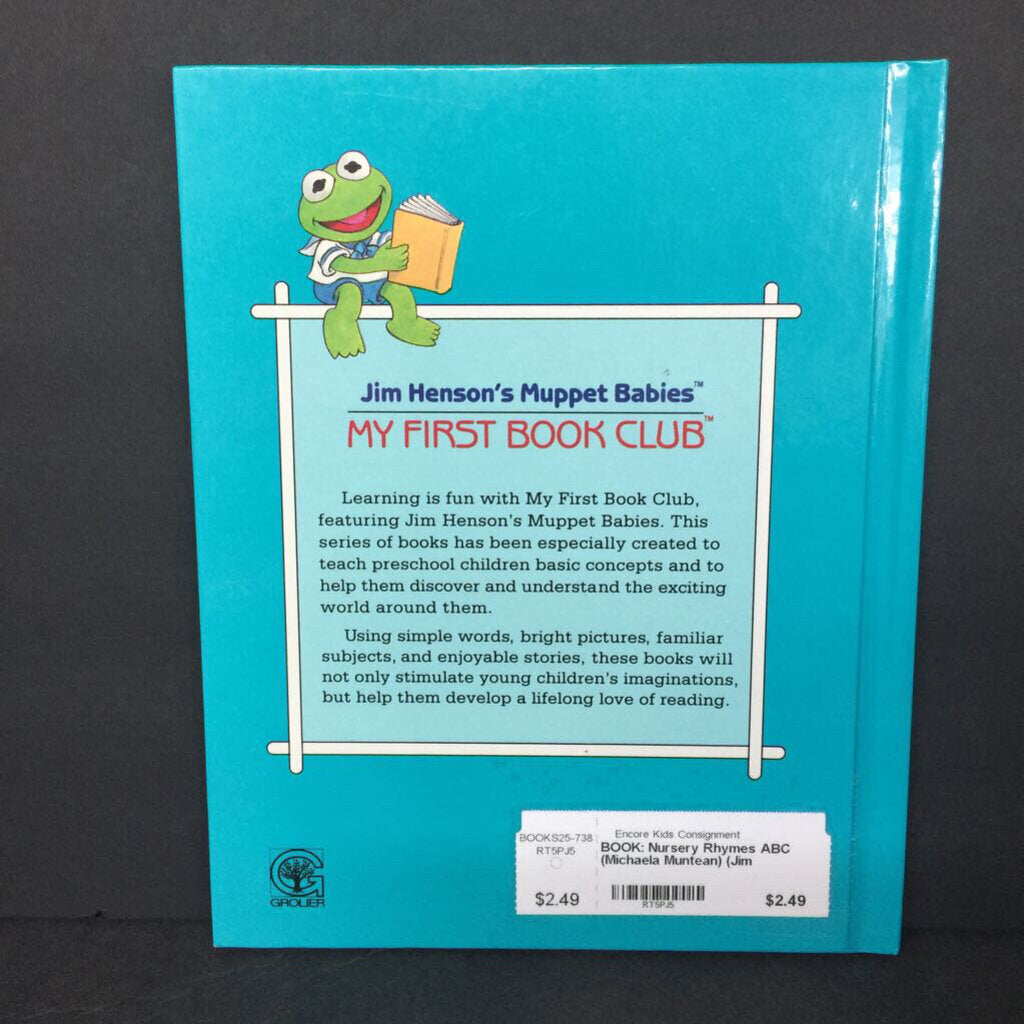 Jim Henson's Muppet Babies™
MY FIRST BOOK CLUB™
Learning is fun with My First Book Club,
featuring Jim Henson's Muppet Babies. This
series of books has been especially created to
teach preschool children basic concepts and to
help them discover and understand the exciting
world around them.
Using simple words, bright pictures, familiar
subjects, and enjoyable stories, these books will
not only stimulate young children's imaginations,
but help them develop a lifelong love of reading.
G
GROLIER
BOOKS25-738
RT5PJ5
$2.49
Encore Kids Consignment
BOOK: Nursery Rhymes ABC
(Michaela Muntean) (Jim
RT5PJ5
$2.49